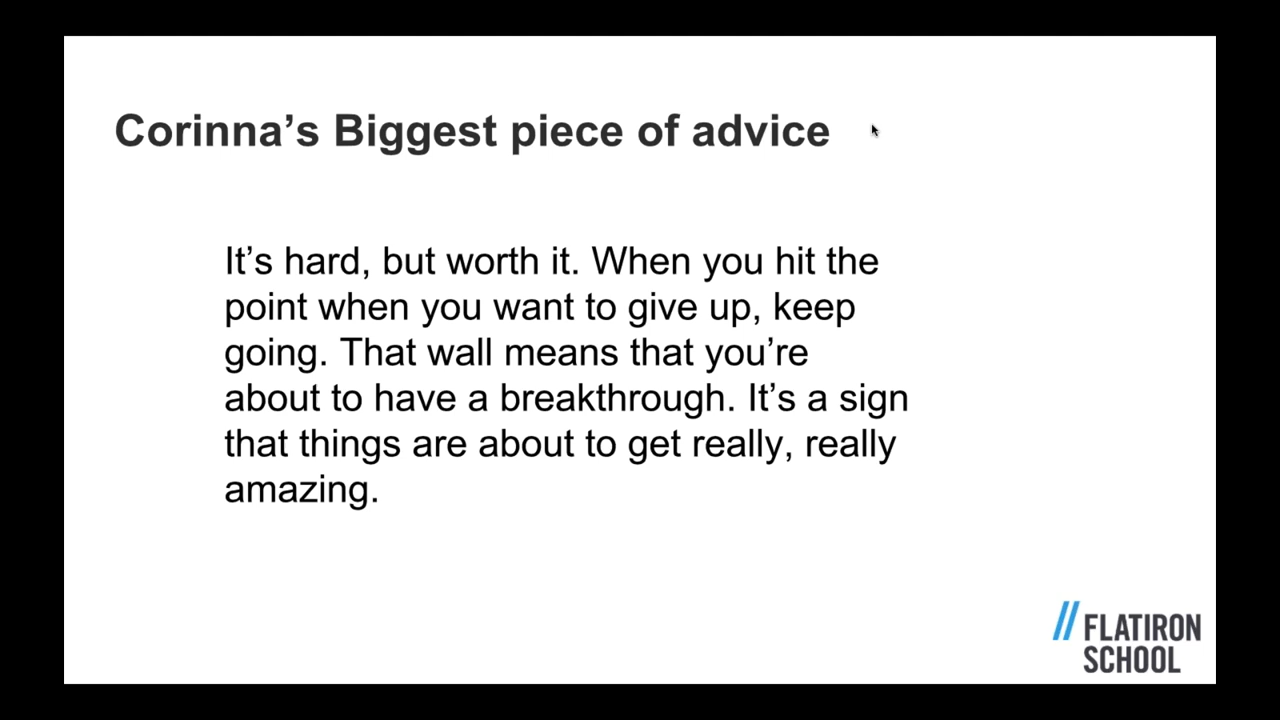 Corinna’s Biggest piece of advice
It’s hard, but worth it. When you hit the
point when you want to give up, keep
going. That wall means that you’re
about to have a breakthrough. It’s a sign
that things are about to get really, really
amazing.
// FLATIRON
SCHOOL